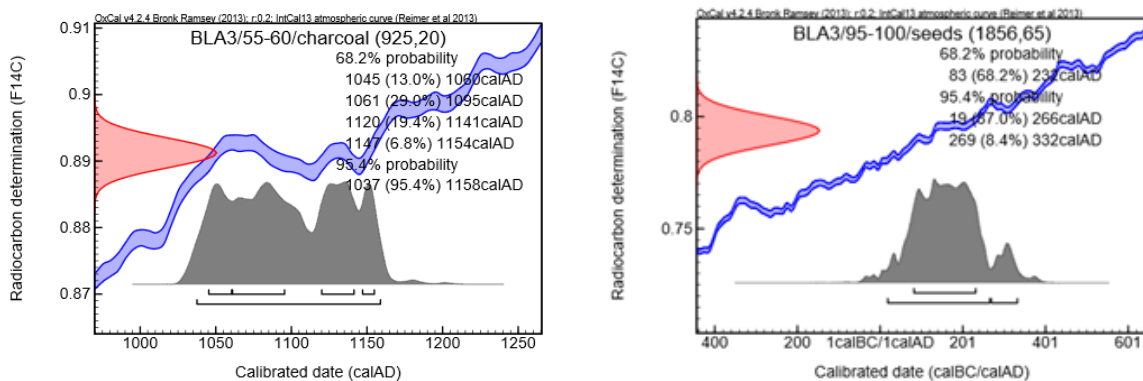 OxCal v4.2.4 Bronk Ramsey (2013); r:0.2; IntCal13 atmospheric curve (Reimer et al 2013)
BLA3/55-60/charcoal (925,20)
68.2% probability
1045 (13.0%) 1060calAD
1061 (29.0%) 1095calAD
1120 (19.4%) 1141calAD
1147 (6.8%) 1154calAD
95.4% probability
1037 (95.4%) 1158calAD
Radiocarbon determination (F14C)
0.91
0.9
0.89
0.88
0.87
1000 1050 1100 1150 1200 1250
Calibrated date (calAD)
OxCal v4.2.4 Bronk Ramsey (2013); r:0.2; IntCal13 atmospheric curve (Reimer et al 2013)
BLA3/95-100/seeds (1856,65)
68.2% probability
83 (68.2%) 232calAD
95.4% probability
19 (87.0%) 266calAD
269 (8.4%) 332calAD
Radiocarbon determination (F14C)
0.8
0.75
400 200 1calBC/1calAD 201 401 601
Calibrated date (calBC/calAD)